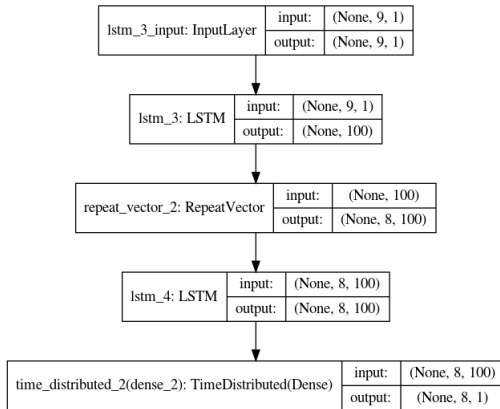 lstm_3_input: InputLayer
input: (None, 9, 1)
output: (None, 9, 1)
lstm_3: LSTM
input: (None, 9, 1)
output: (None, 100)
repeat_vector_2: RepeatVector
input: (None, 100)
output: (None, 8, 100)
lstm_4: LSTM
input: (None, 8, 100)
output: (None, 8, 100)
time_distributed_2(dense_2): TimeDistributed(Dense)
input: (None, 8, 100)
output: (None, 8, 1)